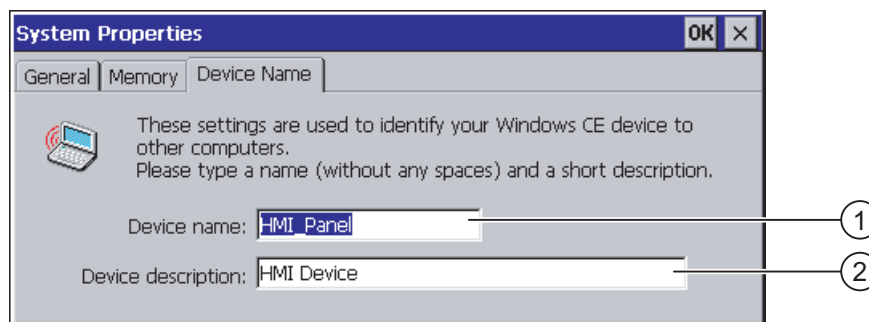 System Properties OK ×
General Memory Device Name
These settings are used to identify your Windows CE device to
other computers.
Please type a name (without any spaces) and a short description.
Device name: HMI_Panel 1
Device description: HMI Device 2